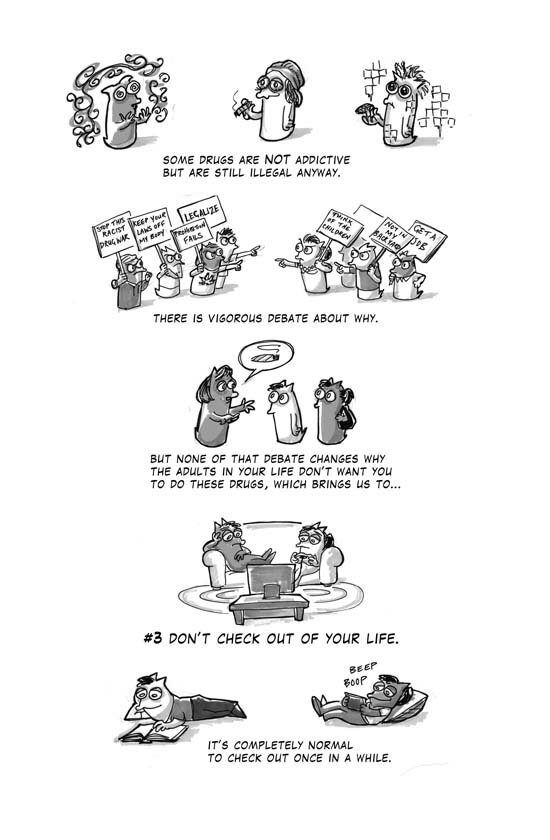 SOME DRUGS ARE NOT ADDICTIVE
BUT ARE STILL ILLEGAL ANYWAY.
STOP THIS
RACIST
DRUG WAR
KEEP YOUR
LAWS OFF
MY BODY
LEGALIZE
PROHIBITION
FAILS
THINK
OF THE
CHILDREN
NOT IN
MY
BACKYARD
GET A
JOB
THERE IS VIGOROUS DEBATE ABOUT WHY.
BUT NONE OF THAT DEBATE CHANGES WHY
THE ADULTS IN YOUR LIFE DON'T WANT YOU
TO DO THESE DRUGS, WHICH BRINGS US TO...
#3 DON'T CHECK OUT OF YOUR LIFE.
BEEP
BOOP
IT'S COMPLETELY NORMAL
TO CHECK OUT ONCE IN A WHILE.